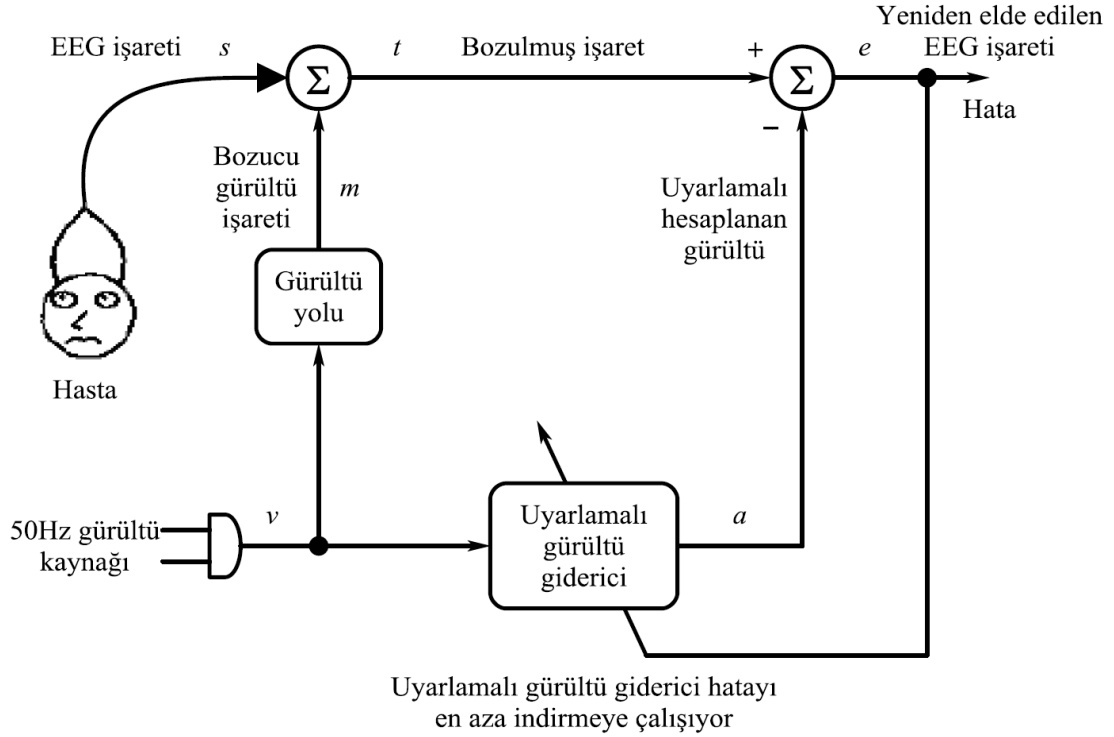 Yeniden elde edilen
EEG işareti
s
t
Bozulmuş işaret
+
e
EEG işareti
Σ
Σ
Hata
−
Bozucu
gürültü
işareti
m
Uyarlamalı
hesaplanan
gürültü
Gürültü
yolu
Hasta
50Hz gürültü
kaynağı
v
Uyarlamalı
gürültü
giderici
a
Uyarlamalı gürültü giderici hatayı
en aza indirmeye çalışıyor